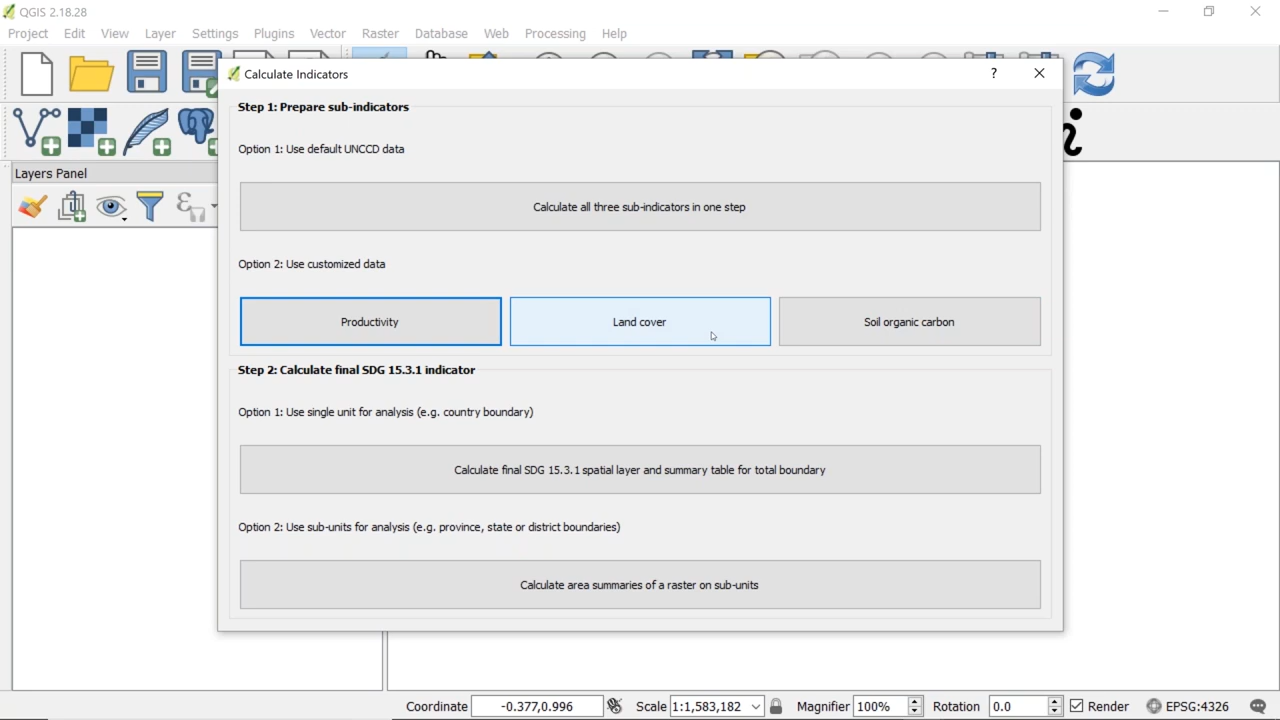 QGIS 2.18.28
Project Edit View Layer Settings Plugins Vector Raster Database Web Processing Help
Calculate Indicators
Step 1: Prepare sub-indicators
Option 1: Use default UNCCD data
Layers Panel
Calculate all three sub-indicators in one step
Option 2: Use customized data
Productivity Land cover Soil organic carbon
Step 2: Calculate final SDG 15.3.1 indicator
Option 1: Use single unit for analysis (e.g. country boundary)
Calculate final SDG 15.3.1 spatial layer and summary table for total boundary
Option 2: Use sub-units for analysis (e.g. province, state or district boundaries)
Calculate area summaries of a raster on sub-units
Coordinate -0.377,0.996 Scale 1:1,583,182 Magnifier 100% Rotation 0.0 Render EPSG:4326